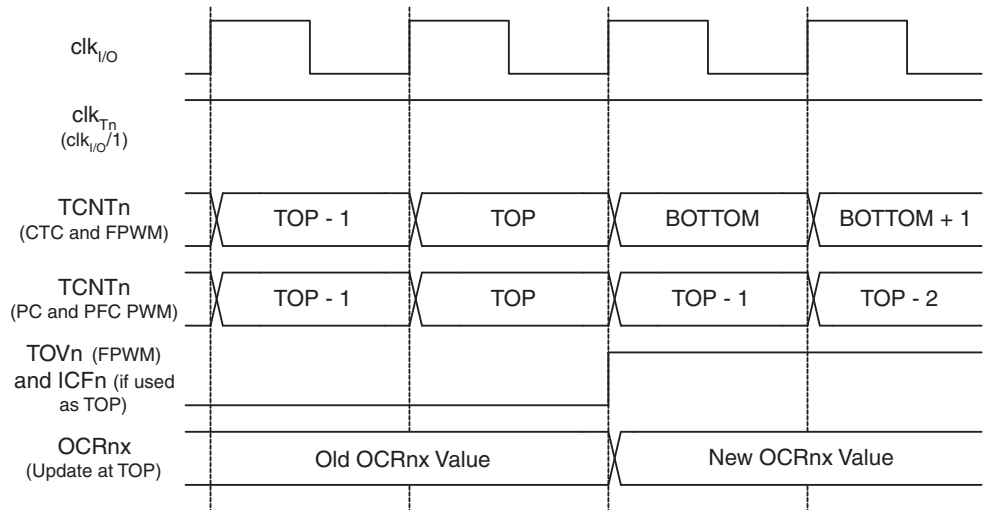 clkI/O
clkTn
(clkI/O/1)
TCNTn
(CTC and FPWM)
TOP - 1
TOP
BOTTOM
BOTTOM + 1
TCNTn
(PC and PFC PWM)
TOP - 1
TOP
TOP - 1
TOP - 2
TOVn (FPWM)
and ICFn (if used
as TOP)
OCRnx
(Update at TOP)
Old OCRnx Value
New OCRnx Value